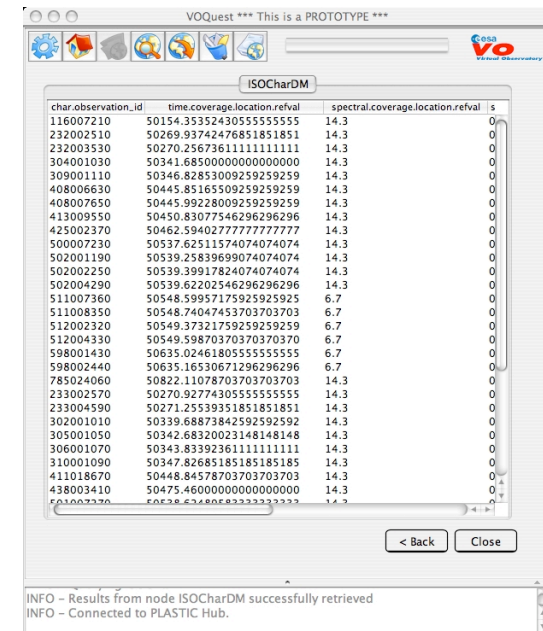 VOQuest *** This is a PROTOTYPE ***
esa
VO
Virtual Observatory
ISOCharDM
char.observation_id time.coverage.location.refval spectral.coverage.location.refval s
116007210 50154.35352430555555555 14.3 0
232002510 50269.93742476851851851 14.3 0
232003530 50270.25673611111111111 14.3 0
304001030 50341.68500000000000000 14.3 0
309001110 50346.82853009259259259 14.3 0
408006630 50445.85165509259259259 14.3 0
408007650 50445.99228009259259259 14.3 0
413009550 50450.83077546296296296 14.3 0
425002370 50462.59402777777777777 14.3 0
500007230 50537.62511574074074074 14.3 0
502001190 50539.25839699074074074 14.3 0
502002250 50539.39917824074074074 14.3 0
502004290 50539.62202546296296296 14.3 0
511007360 50548.59957175925925925 6.7 0
511008350 50548.74047453703703703 6.7 0
512002320 50549.37321759259259259 6.7 0
512004330 50549.59870370370370370 6.7 0
598001430 50635.02461805555555555 6.7 0
598002440 50635.16530671296296296 6.7 0
785024060 50822.11078703703703703 14.3 0
233002570 50270.92774305555555555 14.3 0
233004590 50271.25539351851851851 14.3 0
302001010 50339.68873842592592592 14.3 0
305001050 50342.68320023148148148 14.3 0
306001070 50343.83392361111111111 14.3 0
310001090 50347.82685185185185185 14.3 0
411018670 50448.84578703703703703 14.3 0
438003410 50475.46000000000000000 14.3 0
< Back Close
INFO – Results from node ISOCharDM successfully retrieved
INFO – Connected to PLASTIC Hub.